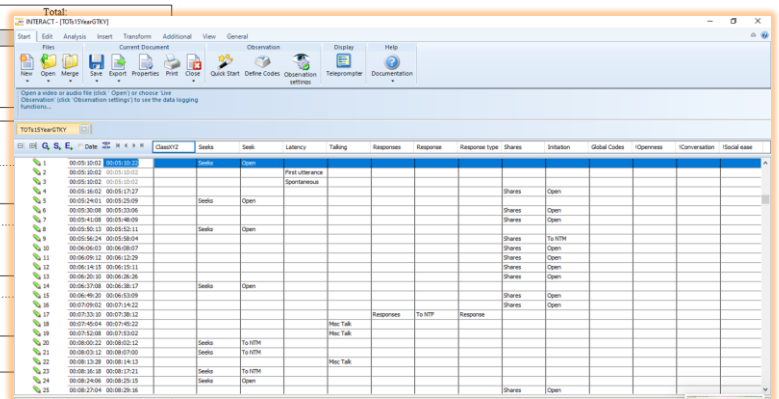 Total:
INTERACT - [TOTs15YearGTKY]
Start Edit Analysis Insert Transform Additional View General
Files Current Document Observation Display Help
New Open Merge Save Export Properties Print Close Quick Start Define Codes Observation settings Teleprompter Documentation
Open a video or audio file (click 'Open') or choose 'Live
Observation' (click 'Observation settings') to see the data logging
functions...
TOTs15YearGTKY
G, S, E, Date ClassXYZ Seeks Seek Latency Talking Responses Response Response type Shares Initiation Global Codes !Openness !Conversation !Social ease
1 00:05:10:02 00:05:10:22 Seeks Open
2 00:05:10:02 00:05:10:02 First utterance
3 00:05:10:02 00:05:10:02 Spontaneous
4 00:05:16:02 00:05:17:27 Shares Open
5 00:05:24:01 00:05:25:09 Seeks Open
6 00:05:30:08 00:05:33:06 Shares Open
7 00:05:41:08 00:05:48:09 Shares Open
8 00:05:50:13 00:05:52:11 Seeks Open
9 00:05:56:24 00:05:58:04 Shares To NTM
10 00:06:06:03 00:06:08:07 Shares Open
11 00:06:09:12 00:06:12:29 Shares Open
12 00:06:14:15 00:06:15:11 Shares Open
13 00:06:20:10 00:06:26:26 Shares Open
14 00:06:37:08 00:06:38:17 Seeks Open
15 00:06:49:20 00:06:53:09 Shares Open
16 00:07:09:02 00:07:14:22 Shares Open
17 00:07:33:10 00:07:38:12 Responses To NTP Response
18 00:07:45:04 00:07:45:22 Misc Talk
19 00:07:52:08 00:07:53:02 Misc Talk
20 00:08:00:22 00:08:02:12 Seeks To NTM
21 00:08:03:12 00:08:07:00 Seeks To NTM
22 00:08:13:28 00:08:14:13 Misc Talk
23 00:08:16:18 00:08:17:21 Seeks To NTM
24 00:08:24:06 00:08:25:15 Seeks Open
25 00:08:27:04 00:08:29:16 Shares Open